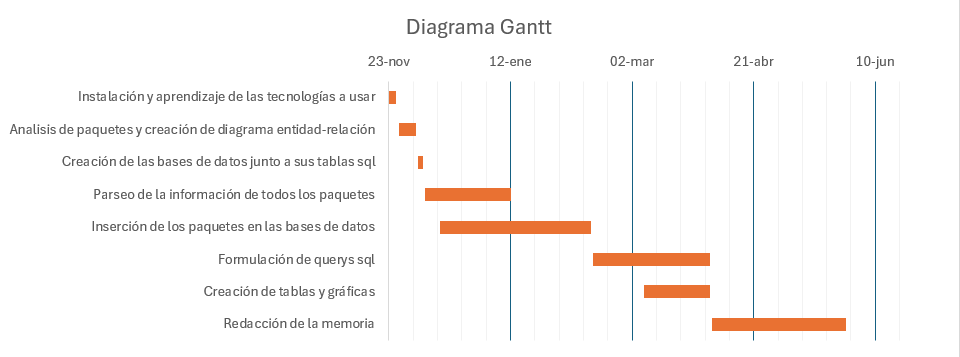 Diagrama Gantt
23-nov 12-ene 02-mar 21-abr 10-jun
Instalación y aprendizaje de las tecnologías a usar
Analisis de paquetes y creación de diagrama entidad-relación
Creación de las bases de datos junto a sus tablas sql
Parseo de la información de todos los paquetes
Inserción de los paquetes en las bases de datos
Formulación de querys sql
Creación de tablas y gráficas
Redacción de la memoria